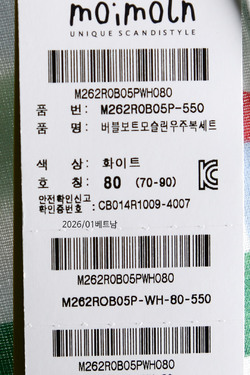 moimoln
UNIQUE SCANDISTYLE
M262ROB05PWH080
품 번: M262ROB05P-550
품 명: 버블보트모슬린우주복세트
색 상: 화이트
호 칭: 80 (70-90)
안전확인신고
확인증번호 : CB014R1009-4007
2026/01베트남
M262ROB05PWH080
M262ROB05P-WH-80-550
M262ROB05PWH080